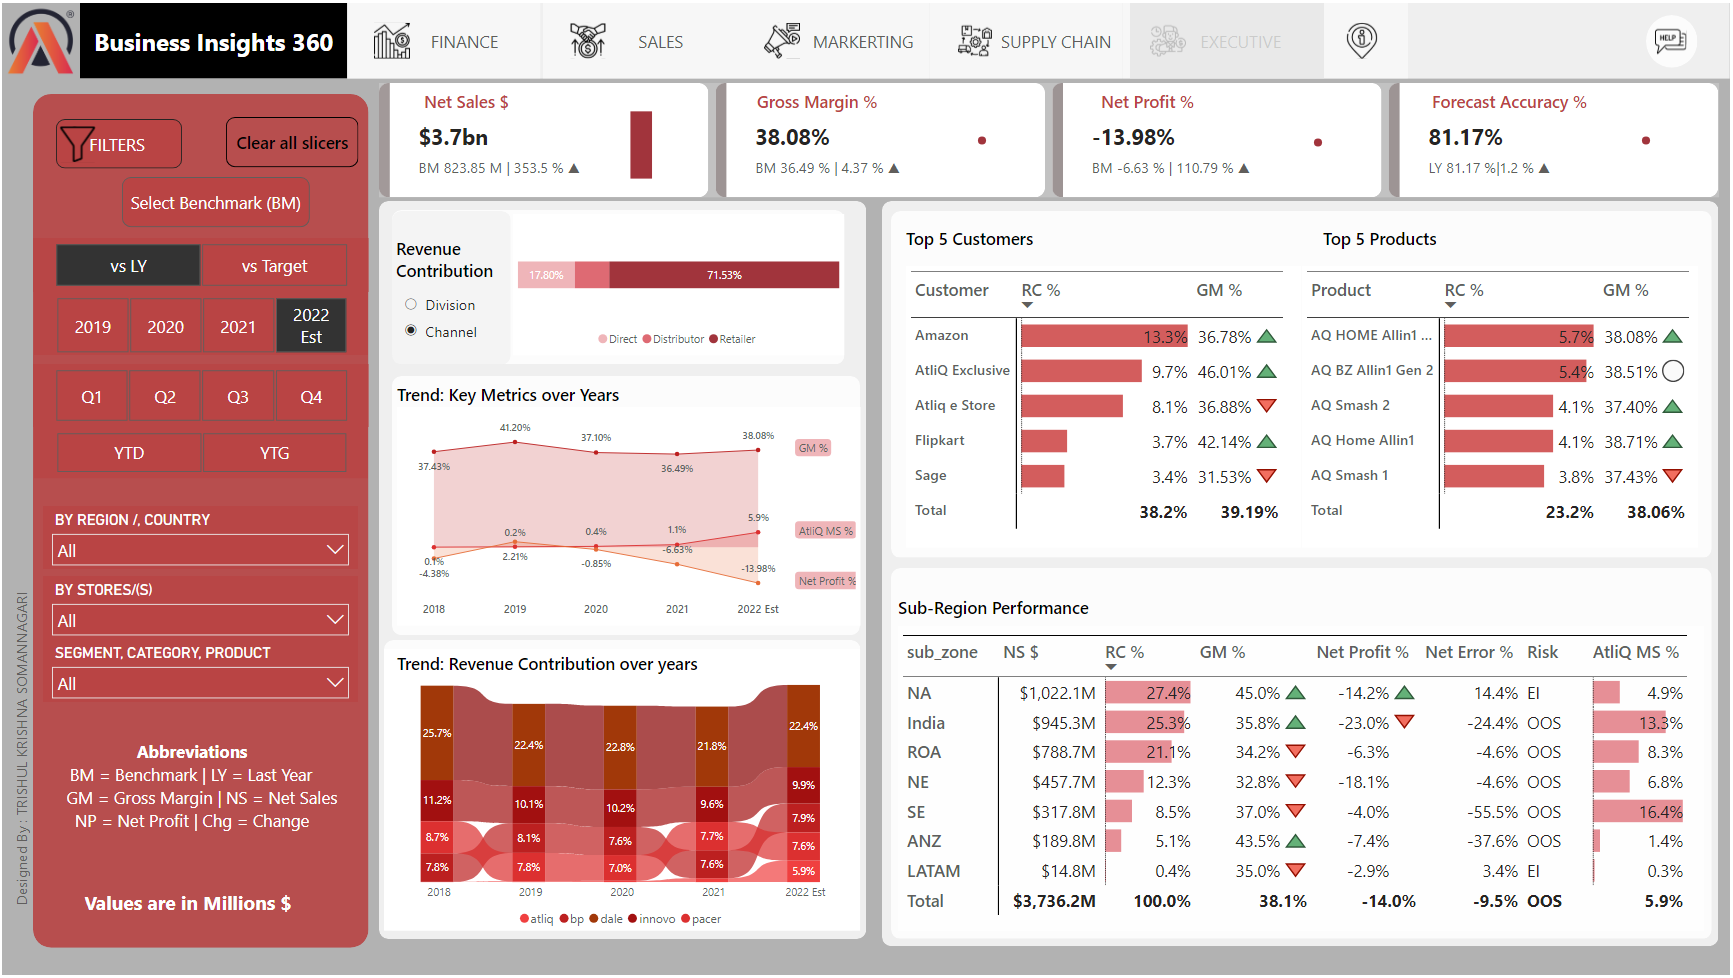 Business Insights 360
FINANCE
SALES
MARKERTING
SUPPLY CHAIN
EXECUTIVE
HELP
®
FILTERS
Clear all slicers
Select Benchmark (BM)
vs LY
vs Target
2019
2020
2021
2022 Est
Q1
Q2
Q3
Q4
YTD
YTG
BY REGION /, COUNTRY
All
BY STORES/(S)
All
SEGMENT, CATEGORY, PRODUCT
All
Abbreviations
BM = Benchmark | LY = Last Year
GM = Gross Margin | NS = Net Sales
NP = Net Profit | Chg = Change
Values are in Millions $
Designed By : TRISHUL KRISHNA SOMANNAGARI
Net Sales $
$3.7bn
BM 823.85 M | 353.5 % ▲
Gross Margin %
38.08%
BM 36.49 % | 4.37 % ▲
Net Profit %
-13.98%
BM -6.63 % | 110.79 % ▲
Forecast Accuracy %
81.17%
LY 81.17 %|1.2 % ▲
Revenue
Contribution
Division
Channel
17.80%
71.53%
Direct Distributor Retailer
Trend: Key Metrics over Years
37.43%
41.20%
37.10%
36.49%
38.08%
GM %
0.1%
0.2%
0.4%
1.1%
5.9%
AtliQ MS %
-4.38%
2.21%
-0.85%
-6.63%
-13.98%
Net Profit %
2018 2019 2020 2021 2022 Est
Trend: Revenue Contribution over years
25.7%
11.2%
8.7%
7.8%
22.4%
10.1%
8.1%
7.8%
22.8%
10.2%
7.6%
7.0%
21.8%
9.6%
7.7%
7.6%
22.4%
9.9%
7.9%
7.6%
5.9%
2018 2019 2020 2021 2022 Est
atliq bp dale innovo pacer
Top 5 Customers
Customer RC % GM %
Amazon 13.3% 36.78%
AtliQ Exclusive 9.7% 46.01%
Atliq e Store 8.1% 36.88%
Flipkart 3.7% 42.14%
Sage 3.4% 31.53%
Total 38.2% 39.19%
Top 5 Products
Product RC % GM %
AQ HOME Allin1 ... 5.7% 38.08%
AQ BZ Allin1 Gen 2 5.4% 38.51%
AQ Smash 2 4.1% 37.40%
AQ Home Allin1 4.1% 38.71%
AQ Smash 1 3.8% 37.43%
Total 23.2% 38.06%
Sub-Region Performance
sub_zone NS $ RC % GM % Net Profit % Net Error % Risk AtliQ MS %
NA $1,022.1M 27.4% 45.0% -14.2% 14.4% EI 4.9%
India $945.3M 25.3% 35.8% -23.0% -24.4% OOS 13.3%
ROA $788.7M 21.1% 34.2% -6.3% -4.6% OOS 8.3%
NE $457.7M 12.3% 32.8% -18.1% -4.6% OOS 6.8%
SE $317.8M 8.5% 37.0% -4.0% -55.5% OOS 16.4%
ANZ $189.8M 5.1% 43.5% -7.4% -37.6% OOS 1.4%
LATAM $14.8M 0.4% 35.0% -2.9% 3.4% EI 0.3%
Total $3,736.2M 100.0% 38.1% -14.0% -9.5% OOS 5.9%